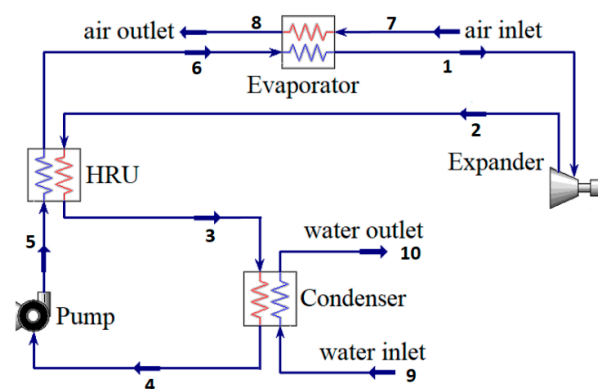 air outlet
8
7
air inlet
6
1
Evaporator
2
Expander
HRU
3
water outlet
10
5
Condenser
Pump
water inlet
4
9